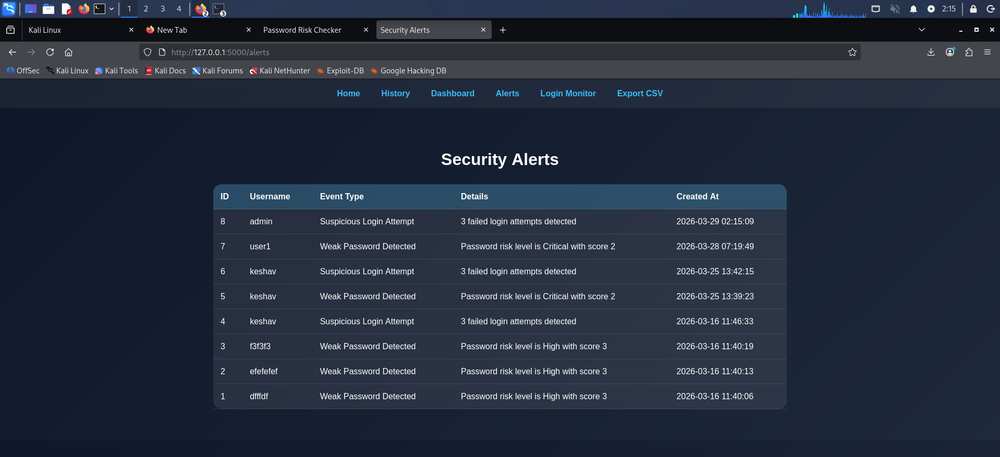 1 2 3 4 2 3 2:15
Kali Linux New Tab Password Risk Checker Security Alerts
http://127.0.0.1:5000/alerts
OffSec Kali Linux Kali Tools Kali Docs Kali Forums Kali NetHunter Exploit-DB Google Hacking DB
Home History Dashboard Alerts Login Monitor Export CSV
Security Alerts
ID Username Event Type Details Created At
8 admin Suspicious Login Attempt 3 failed login attempts detected 2026-03-29 02:15:09
7 user1 Weak Password Detected Password risk level is Critical with score 2 2026-03-28 07:19:49
6 keshav Suspicious Login Attempt 3 failed login attempts detected 2026-03-25 13:42:15
5 keshav Weak Password Detected Password risk level is Critical with score 2 2026-03-25 13:39:23
4 keshav Suspicious Login Attempt 3 failed login attempts detected 2026-03-16 11:46:33
3 f3f3f3 Weak Password Detected Password risk level is High with score 3 2026-03-16 11:40:19
2 efefefef Weak Password Detected Password risk level is High with score 3 2026-03-16 11:40:13
1 dfffdf Weak Password Detected Password risk level is High with score 3 2026-03-16 11:40:06